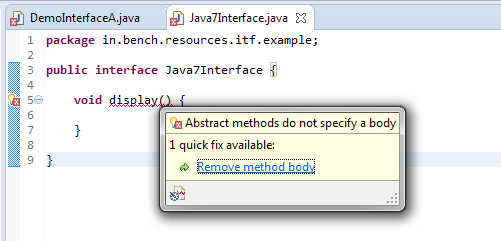 DemoInterfaceA.java
Java7Interface.java
1 package in.bench.resources.itf.example;
2
3 public interface Java7Interface {
4
5 void display() {
Abstract methods do not specify a body
1 quick fix available:
Remove method body
6
7 }
8
9 }